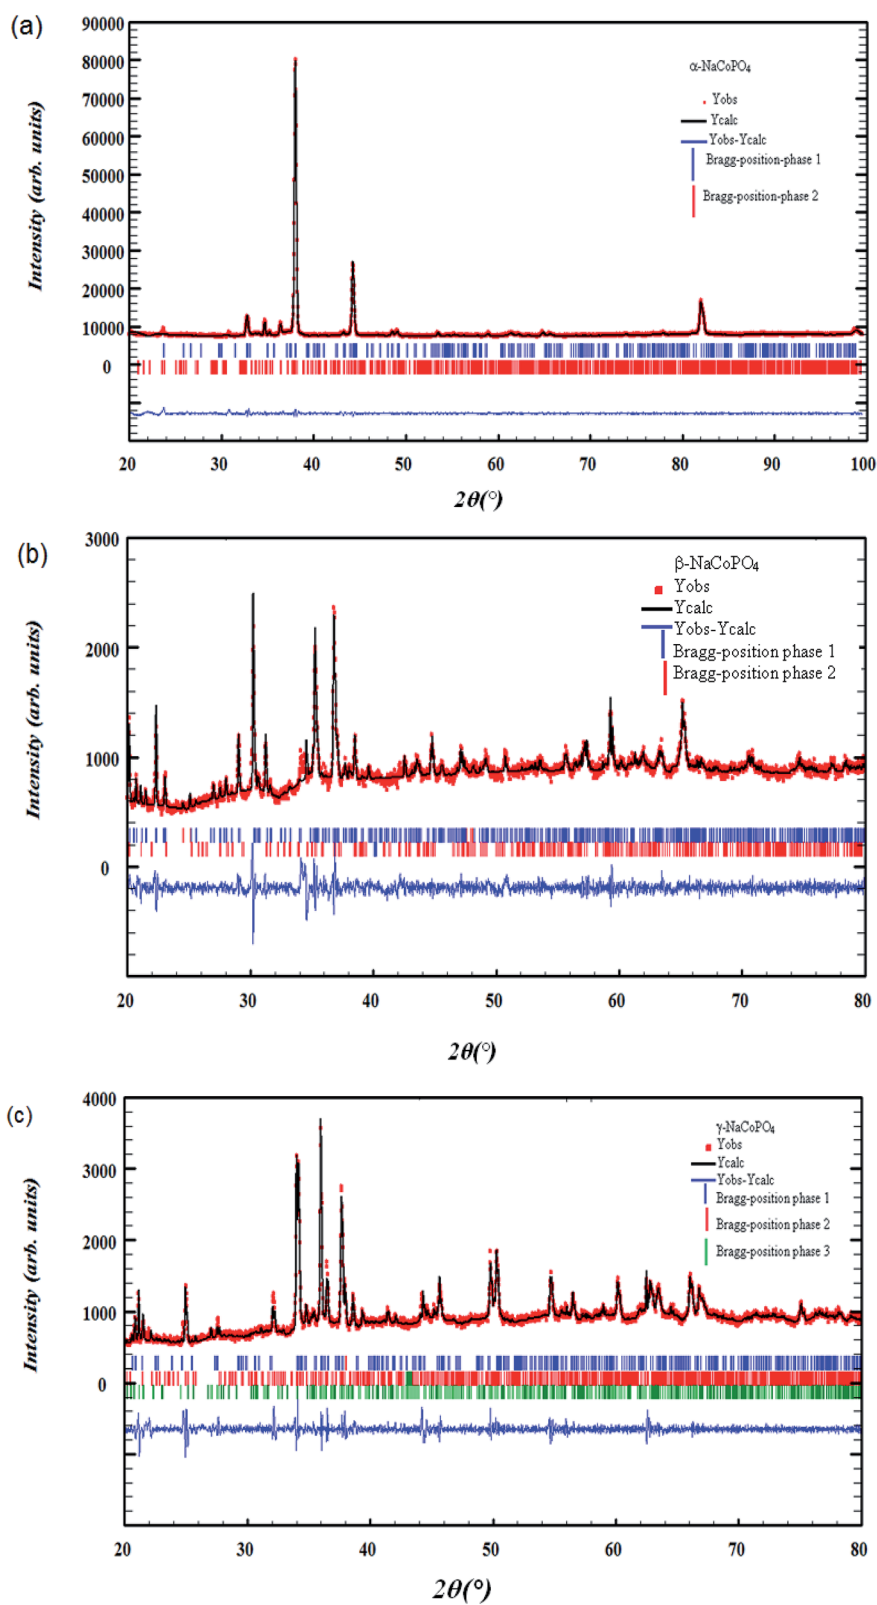 (a)
90000
80000
70000
60000
50000
40000
30000
20000
10000
0
Intensity (arb. units)
α-NaCoPO4
Yobs
Ycalc
Yobs-Ycalc
Bragg-position-phase 1
Bragg-position-phase 2
20 30 40 50 60 70 80 90 100
2θ(°)
(b)
3000
2000
1000
0
Intensity (arb. units)
β-NaCoPO4
Yobs
Ycalc
Yobs-Ycalc
Bragg-position phase 1
Bragg-position phase 2
20 30 40 50 60 70 80
2θ(°)
(c)
4000
3000
2000
1000
0
Intensity (arb. units)
γ-NaCoPO4
Yobs
Ycalc
Yobs-Ycalc
Bragg-position phase 1
Bragg-position phase 2
Bragg-position phase 3
20 30 40 50 60 70 80
2θ(°)